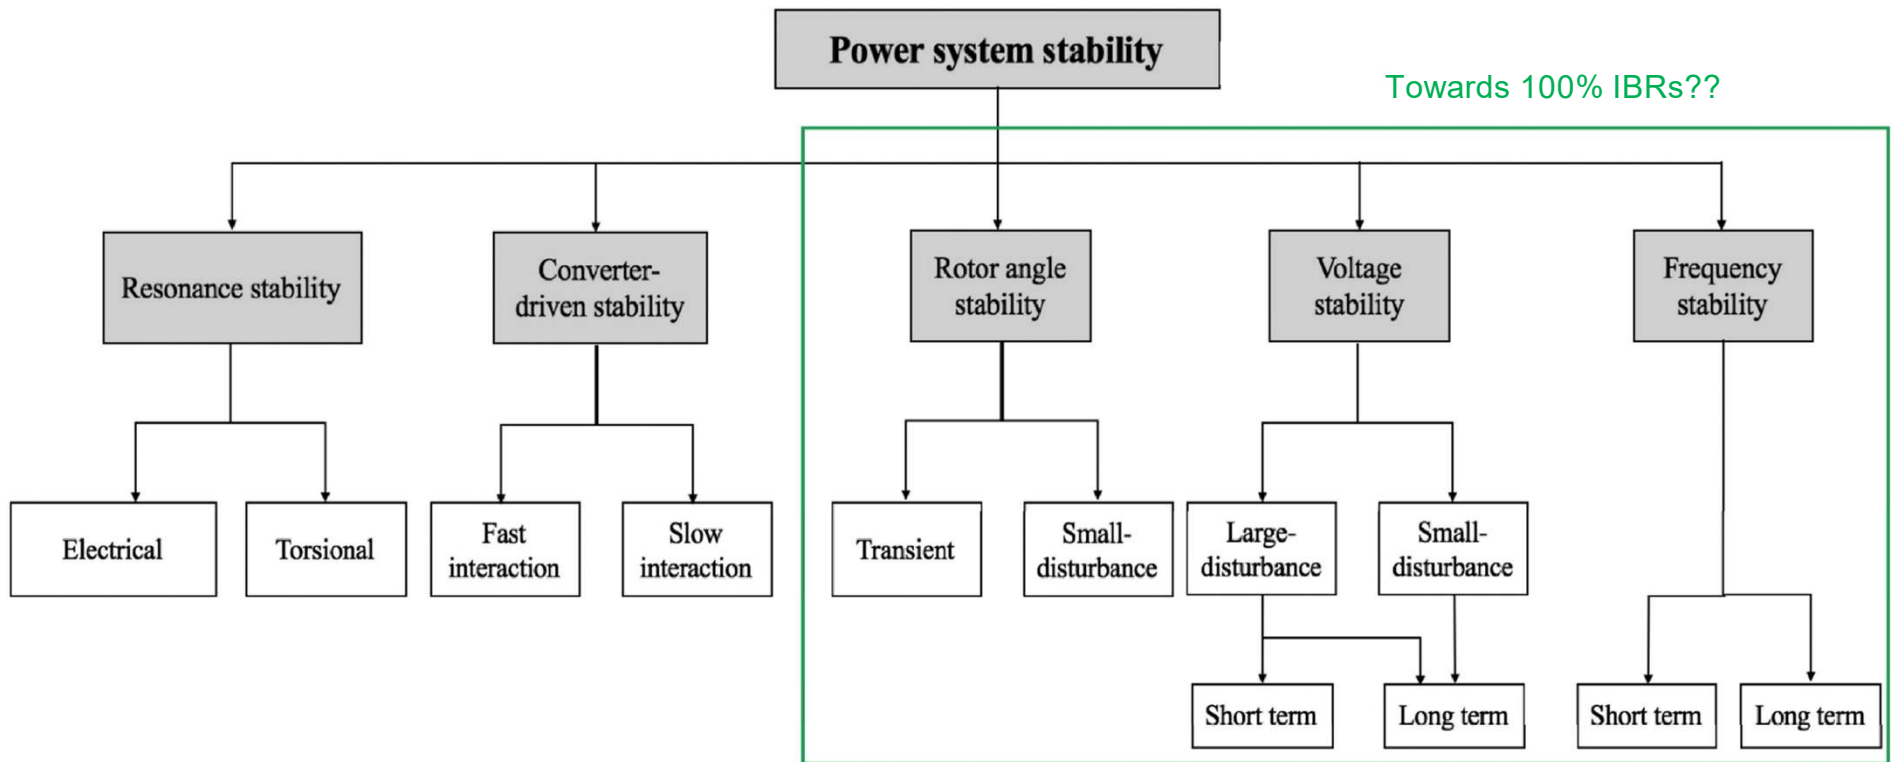 Power system stability
Towards 100% IBRs??
Resonance stability
Converter-
driven stability
Rotor angle
stability
Voltage
stability
Frequency
stability
Electrical
Torsional
Fast
interaction
Slow
interaction
Transient
Small-
disturbance
Large-
disturbance
Small-
disturbance
Short term
Long term
Short term
Long term